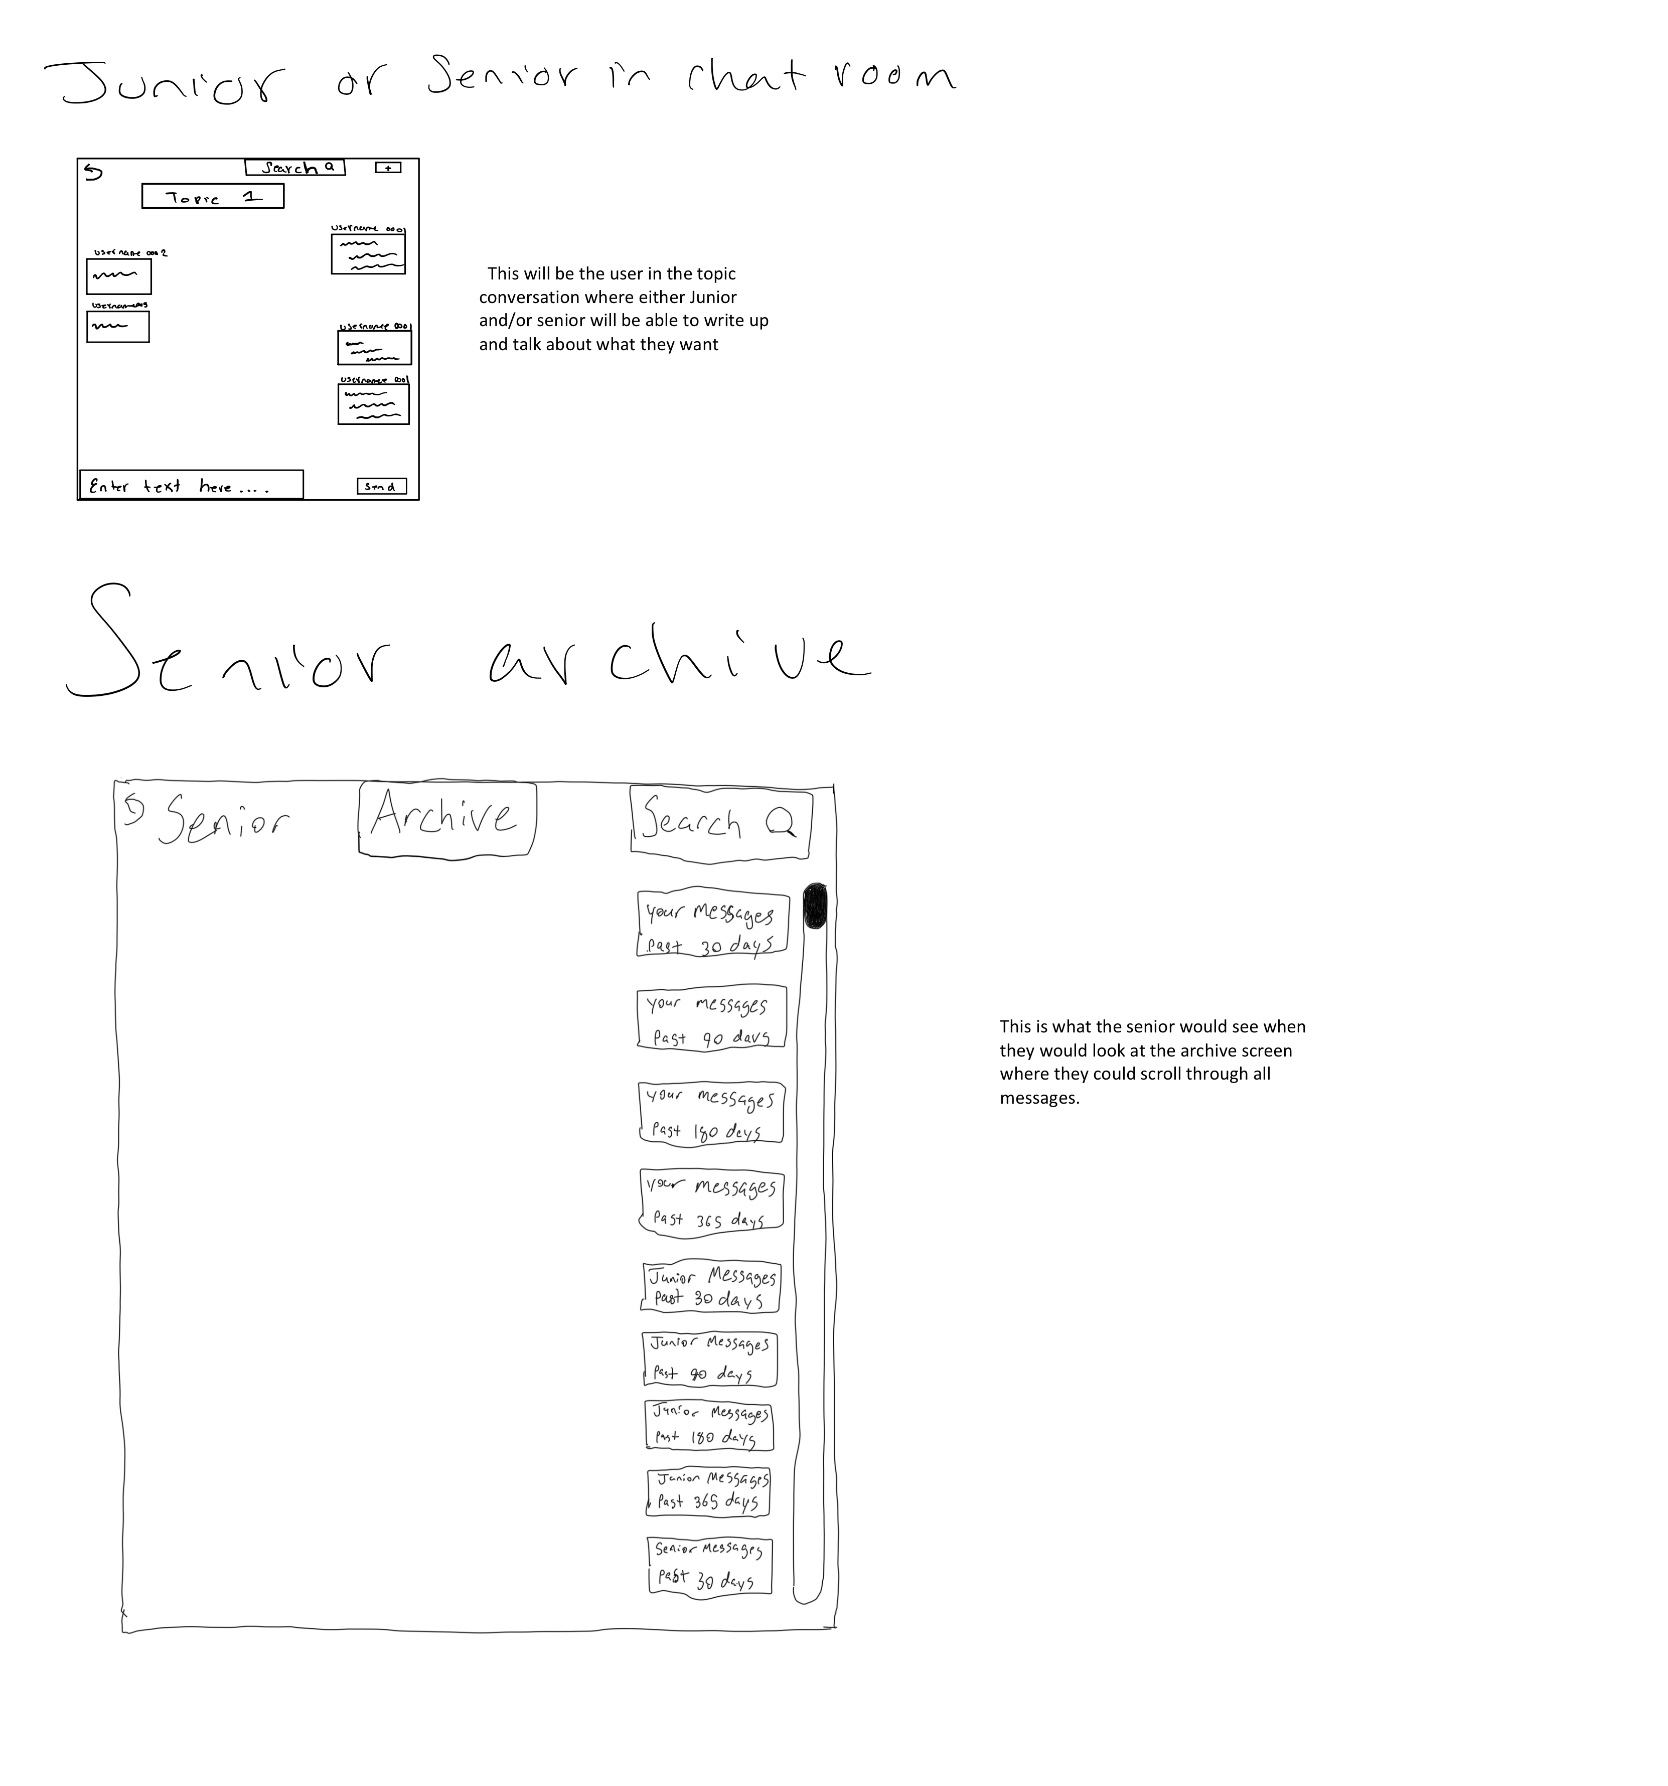 Junior or Senior in chat room
Search
+
Topic 1
username 0001
username 0002
username 0001
username 0001
Enter text here ....
Send
This will be the user in the topic
conversation where either Junior
and/or senior will be able to write up
and talk about what they want
Senior archive
Senior
Archive
Search
your messages
Past 30 days
your messages
Past 90 days
your messages
Past 180 days
your messages
Past 365 days
Junior Messages
Past 30 days
Junior Messages
Past 90 days
Junior Messages
Past 180 days
Junior Messages
Past 365 days
Senior Messages
Past 30 days
This is what the senior would see when
they would look at the archive screen
where they could scroll through all
messages.